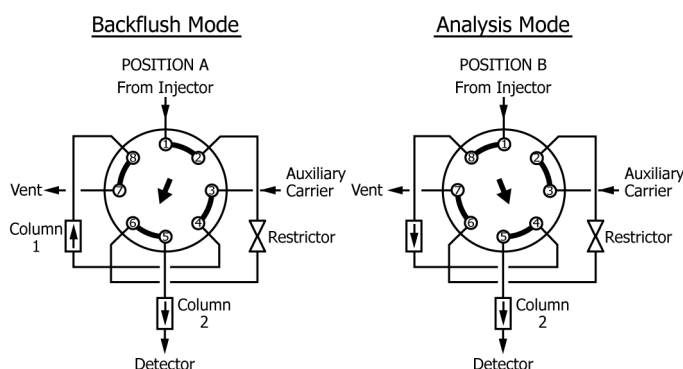 Backflush Mode
POSITION A
From Injector
1
2
3
4
5
6
7
8
Vent
Auxiliary
Carrier
Column
1
Restrictor
Column
2
Detector
Analysis Mode
POSITION B
From Injector
1
2
3
4
5
6
7
8
Vent
Auxiliary
Carrier
Restrictor
Column
2
Detector